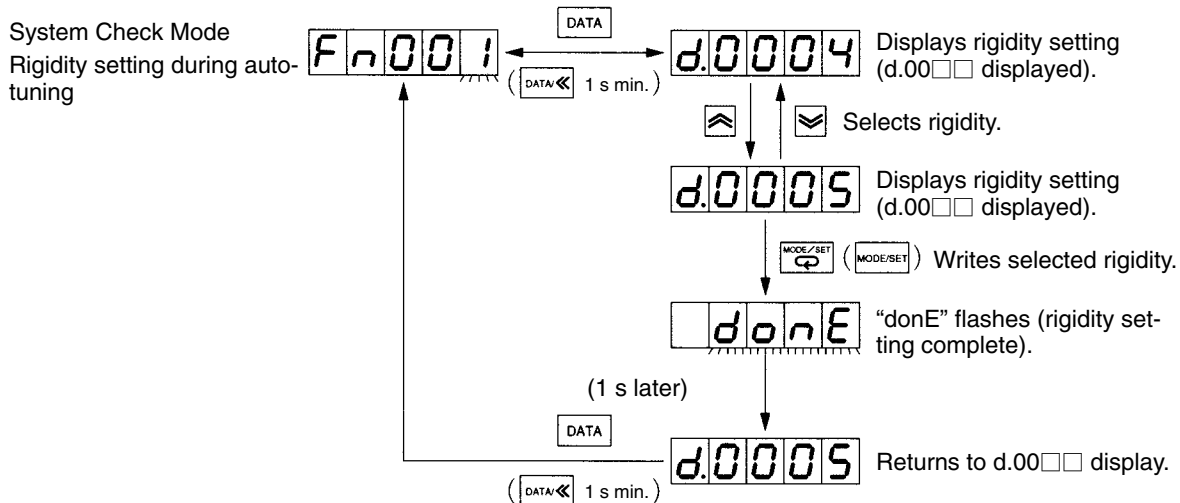 System Check Mode
Rigidity setting during auto-
tuning
Fn001
DATA
(DATA/≪ 1 s min.)
d.0004
Displays rigidity setting
(d.00□□ displayed).
Selects rigidity.
d.0005
Displays rigidity setting
(d.00□□ displayed).
MODE/SET (MODE/SET) Writes selected rigidity.
donE
“donE” flashes (rigidity set-
ting complete).
(1 s later)
DATA
(DATA/≪ 1 s min.)
d.0005
Returns to d.00□□ display.